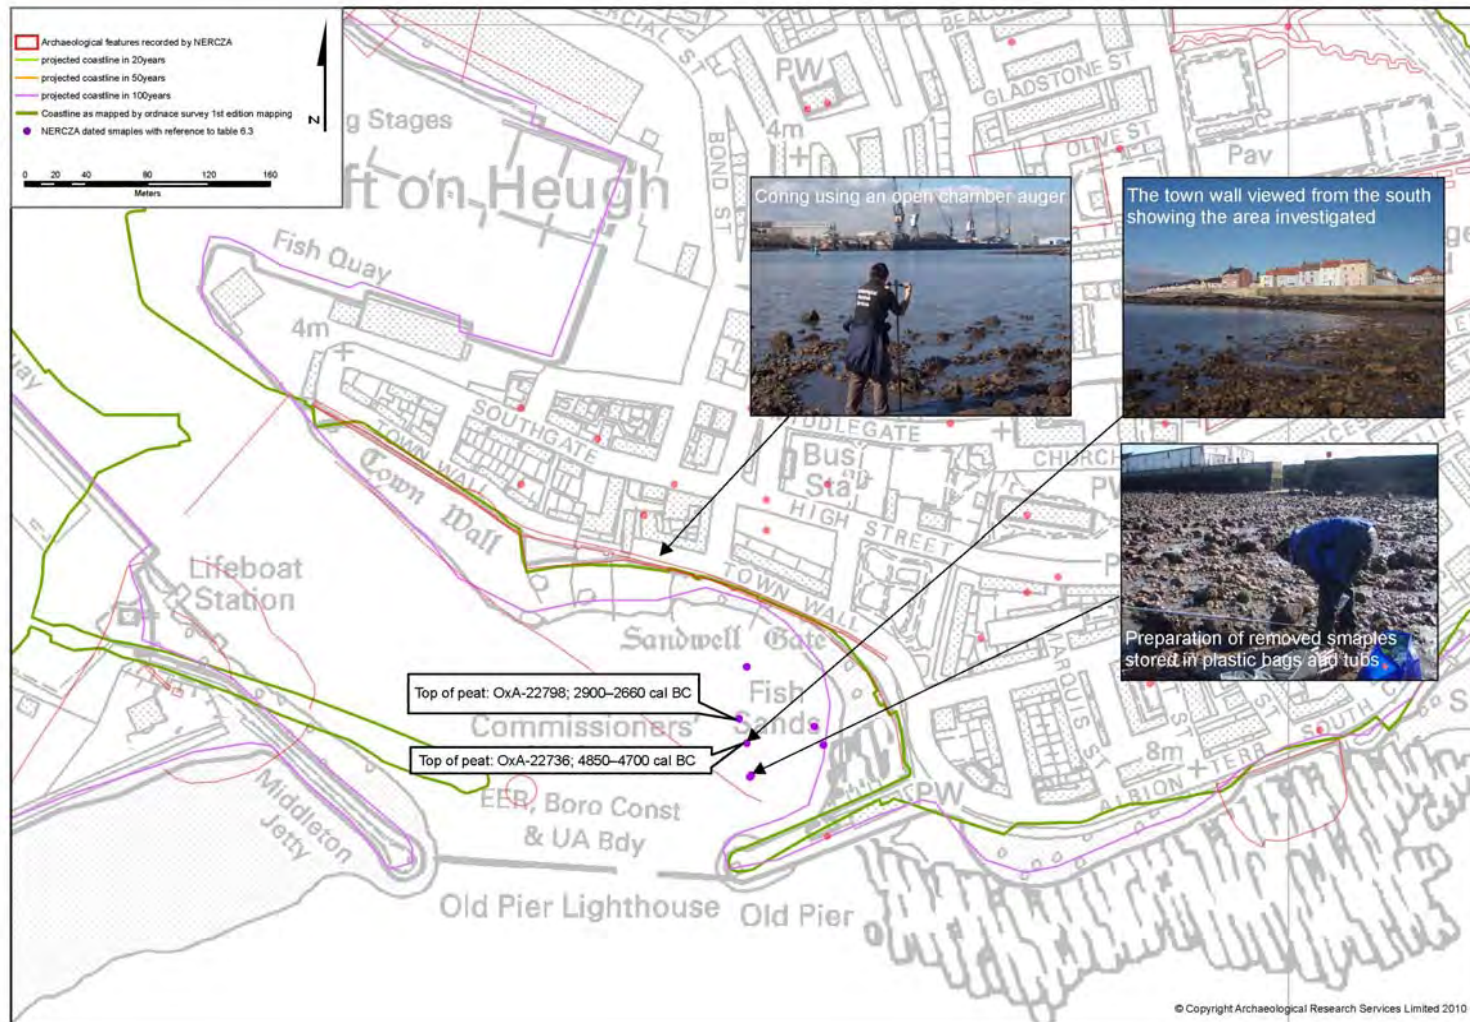 Archaeological features recorded by NERCZA
projected coastline in 20years
projected coastline in 50years
projected coastline in 100years
Coastline as mapped by ordnace survey 1st edition mapping
NERCZA dated smaples with reference to table 6.3
0 20 40 80 120 160
Meters
N
g Stages
ft on Heugh
Fish Quay
4m
BOND ST
4m
PW
GLADSTONE ST
OLIVE ST
Pav
Coring using an open chamber auger
The town wall viewed from the south
showing the area investigated
SOUTHGATE
TOWN WALL
Town Wall
MIDDLEGATE
CHURCH
Bus
Sta
HIGH STREET
TOWN WALL
Lifeboat
Station
Sandwell Gate
Preparation of removed smaples
stored in plastic bags and tubs
MARQUIS ST
SOUTH
Top of peat: OxA-22798; 2900–2660 cal BC
Fish
Sands
Commissioners'
Top of peat: OxA-22736; 4850–4700 cal BC
8m
ALBION TERR
PW
EER, Boro Const
& UA Bdy
Middleton
Jetty
Old Pier Lighthouse
Old Pier
© Copyright Archaeological Research Services Limited 2010